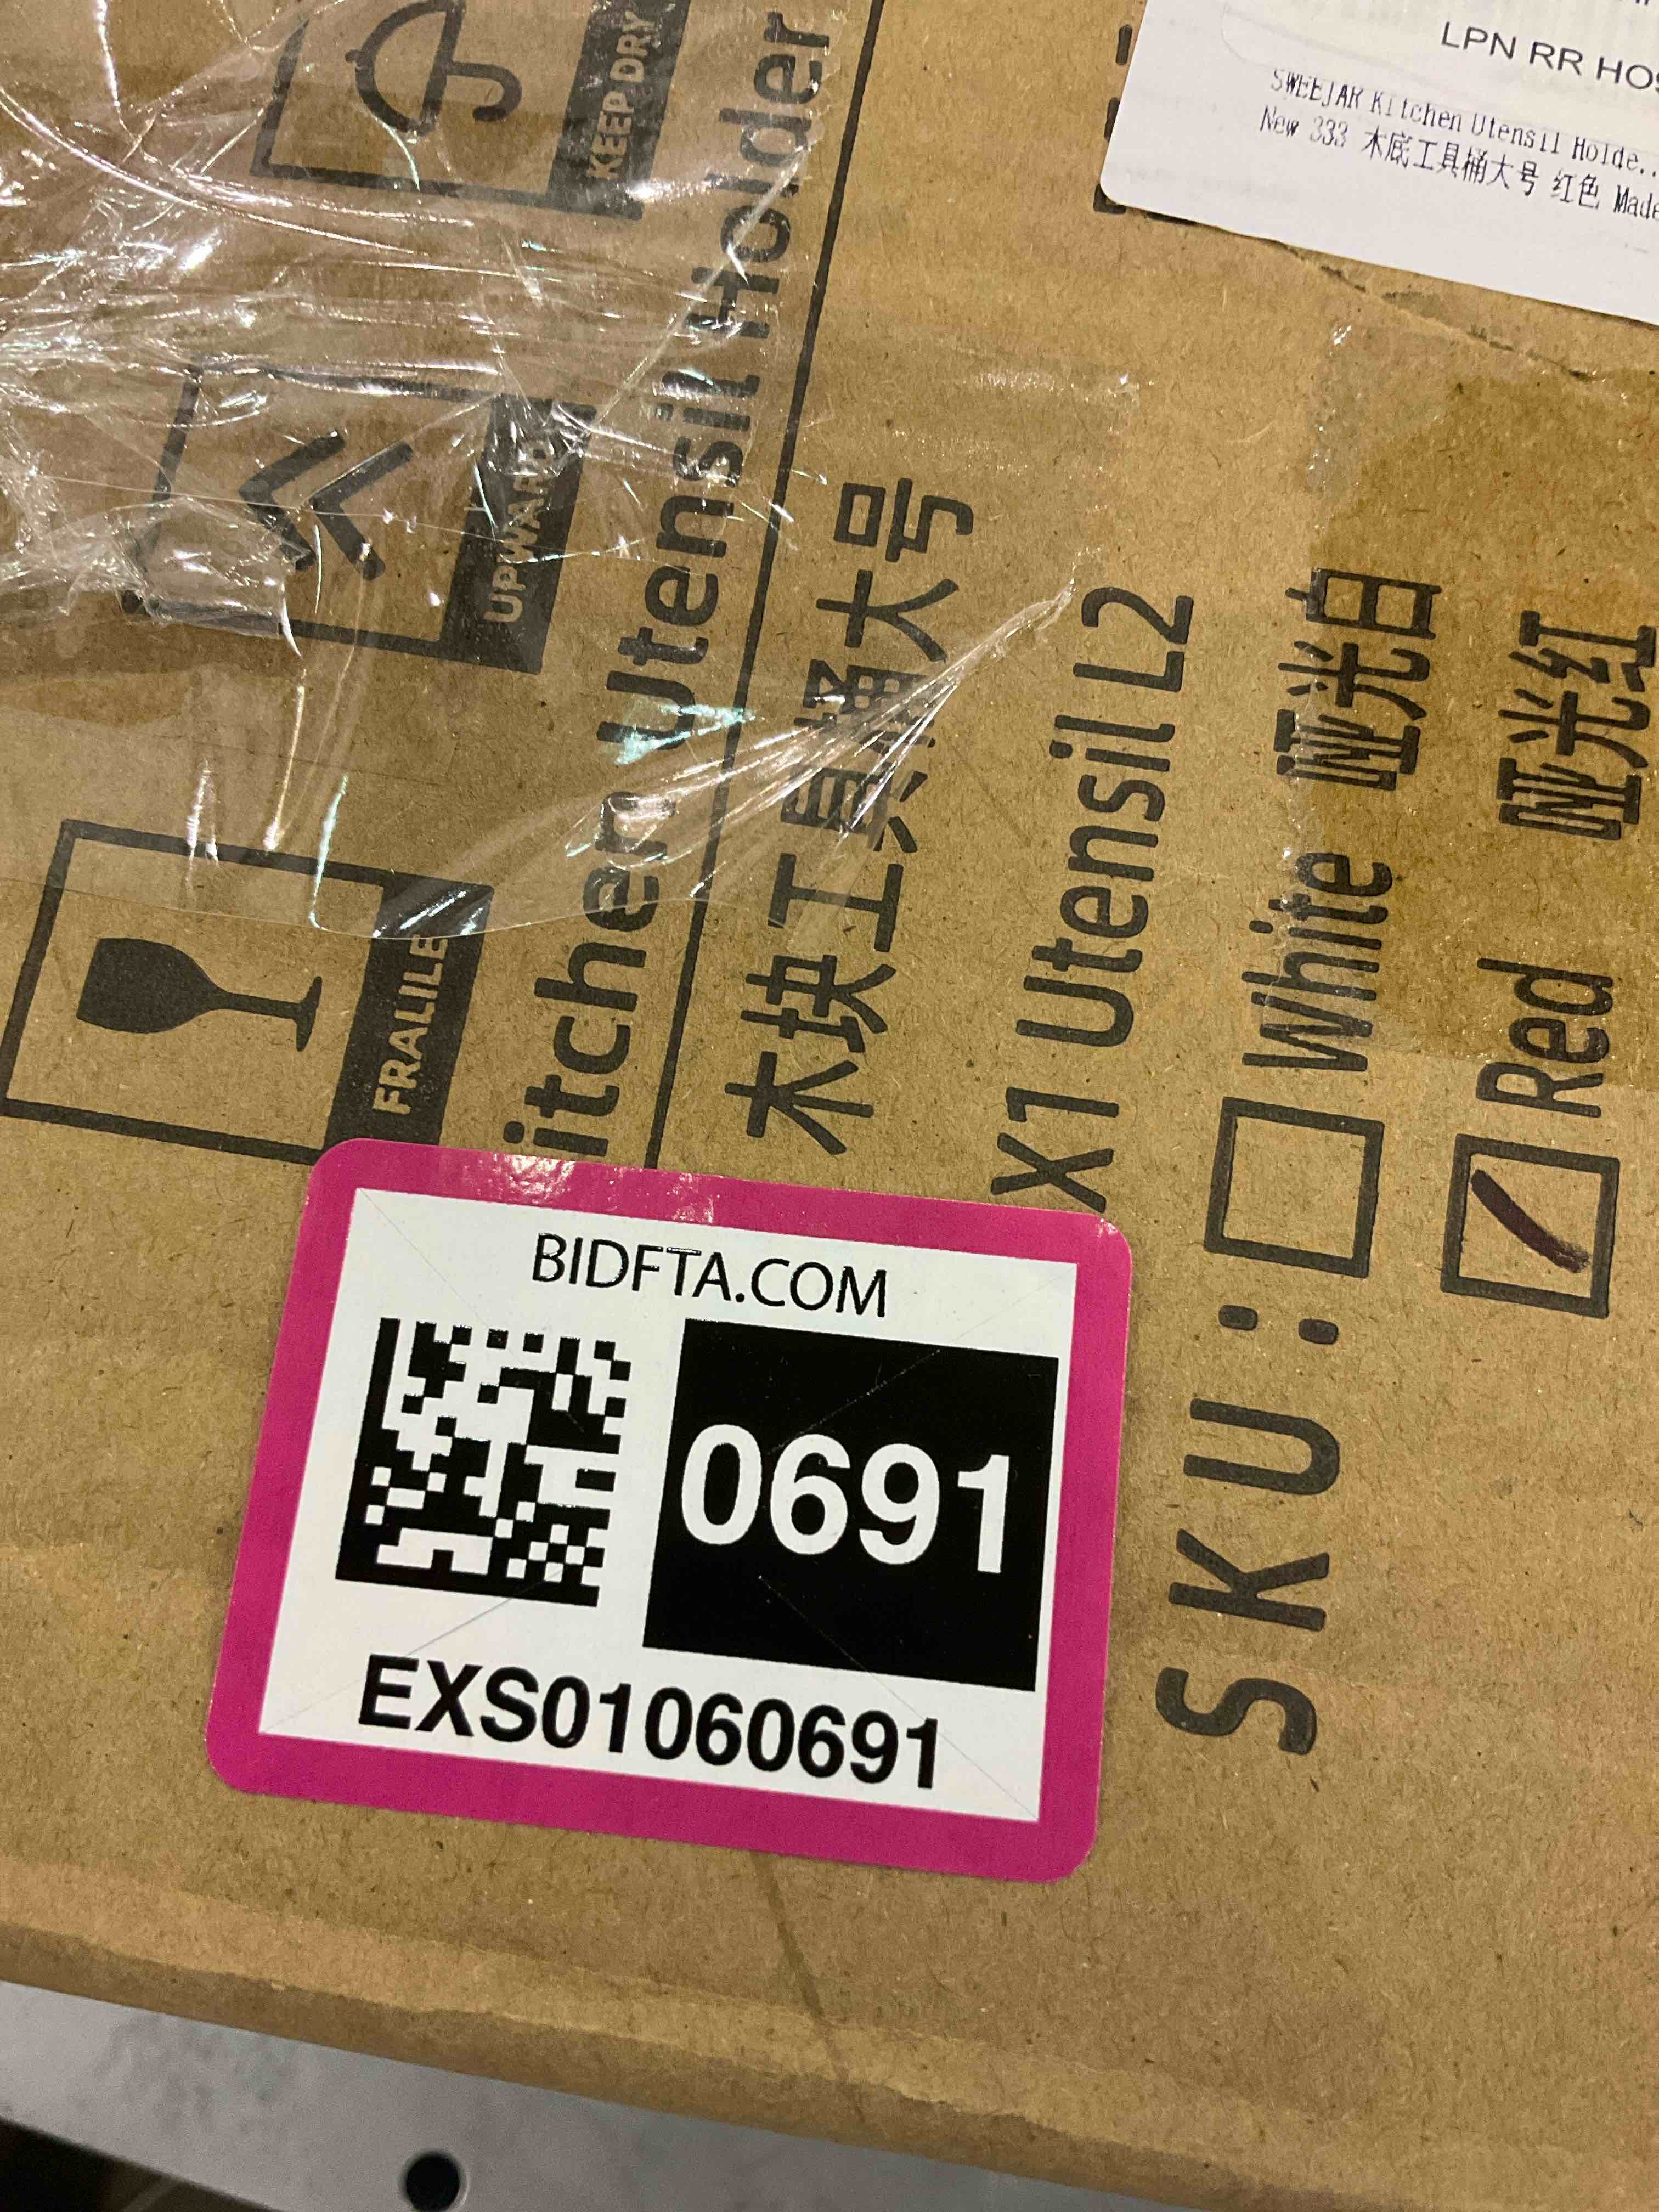 LPN RR HO
SWEEJAR Kitchen Utensil Holde..
New 333 木底工具桶大号 红色 Made
KEEP DRY
UPWARD
FRALILE
itchen Utensil Holder
木块工具桶大号
X1 Utensil L2
SKU:
White 哑光白
Red 哑光红
BIDFTA.COM
0691
EXS01060691